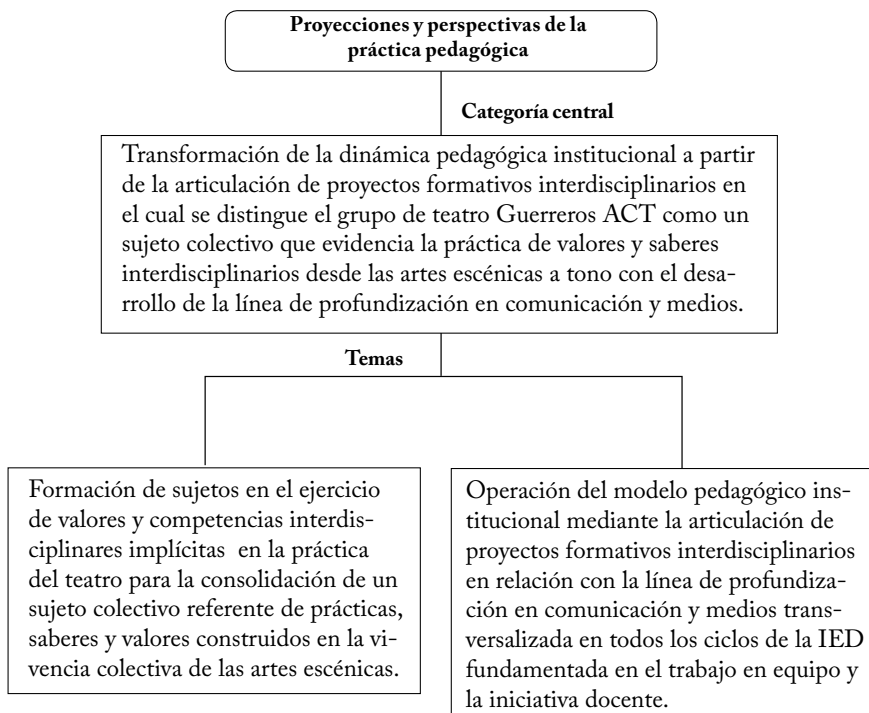 Proyecciones y perspectivas de la
práctica pedagógica
Categoría central
Transformación de la dinámica pedagógica institucional a partir
de la articulación de proyectos formativos interdisciplinarios en
el cual se distingue el grupo de teatro Guerreros ACT como un
sujeto colectivo que evidencia la práctica de valores y saberes
interdisciplinarios desde las artes escénicas a tono con el desa-
rrollo de la línea de profundización en comunicación y medios.
Temas
Formación de sujetos en el ejercicio
de valores y competencias interdis-
ciplinares implícitas en la práctica
del teatro para la consolidación de un
sujeto colectivo referente de prácticas,
saberes y valores construidos en la vi-
vencia colectiva de las artes escénicas.
Operación del modelo pedagógico ins-
titucional mediante la articulación de
proyectos formativos interdisciplinarios
en relación con la línea de profundiza-
ción en comunicación y medios trans-
versalizada en todos los ciclos de la IED
fundamentada en el trabajo en equipo y
la iniciativa docente.